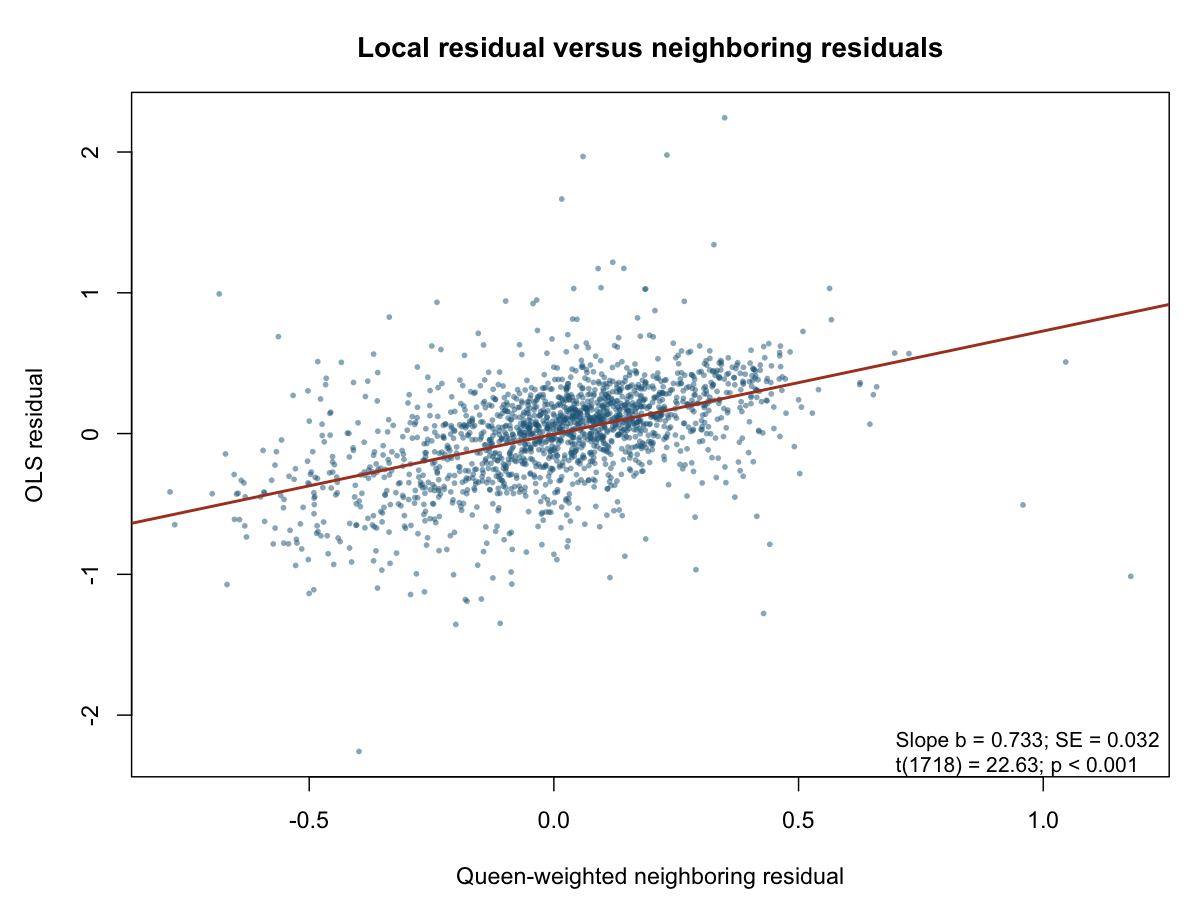 Local residual versus neighboring residuals
OLS residual
2
1
0
-1
-2
Slope b = 0.733; SE = 0.032
t(1718) = 22.63; p < 0.001
-0.5 0.0 0.5 1.0
Queen-weighted neighboring residual